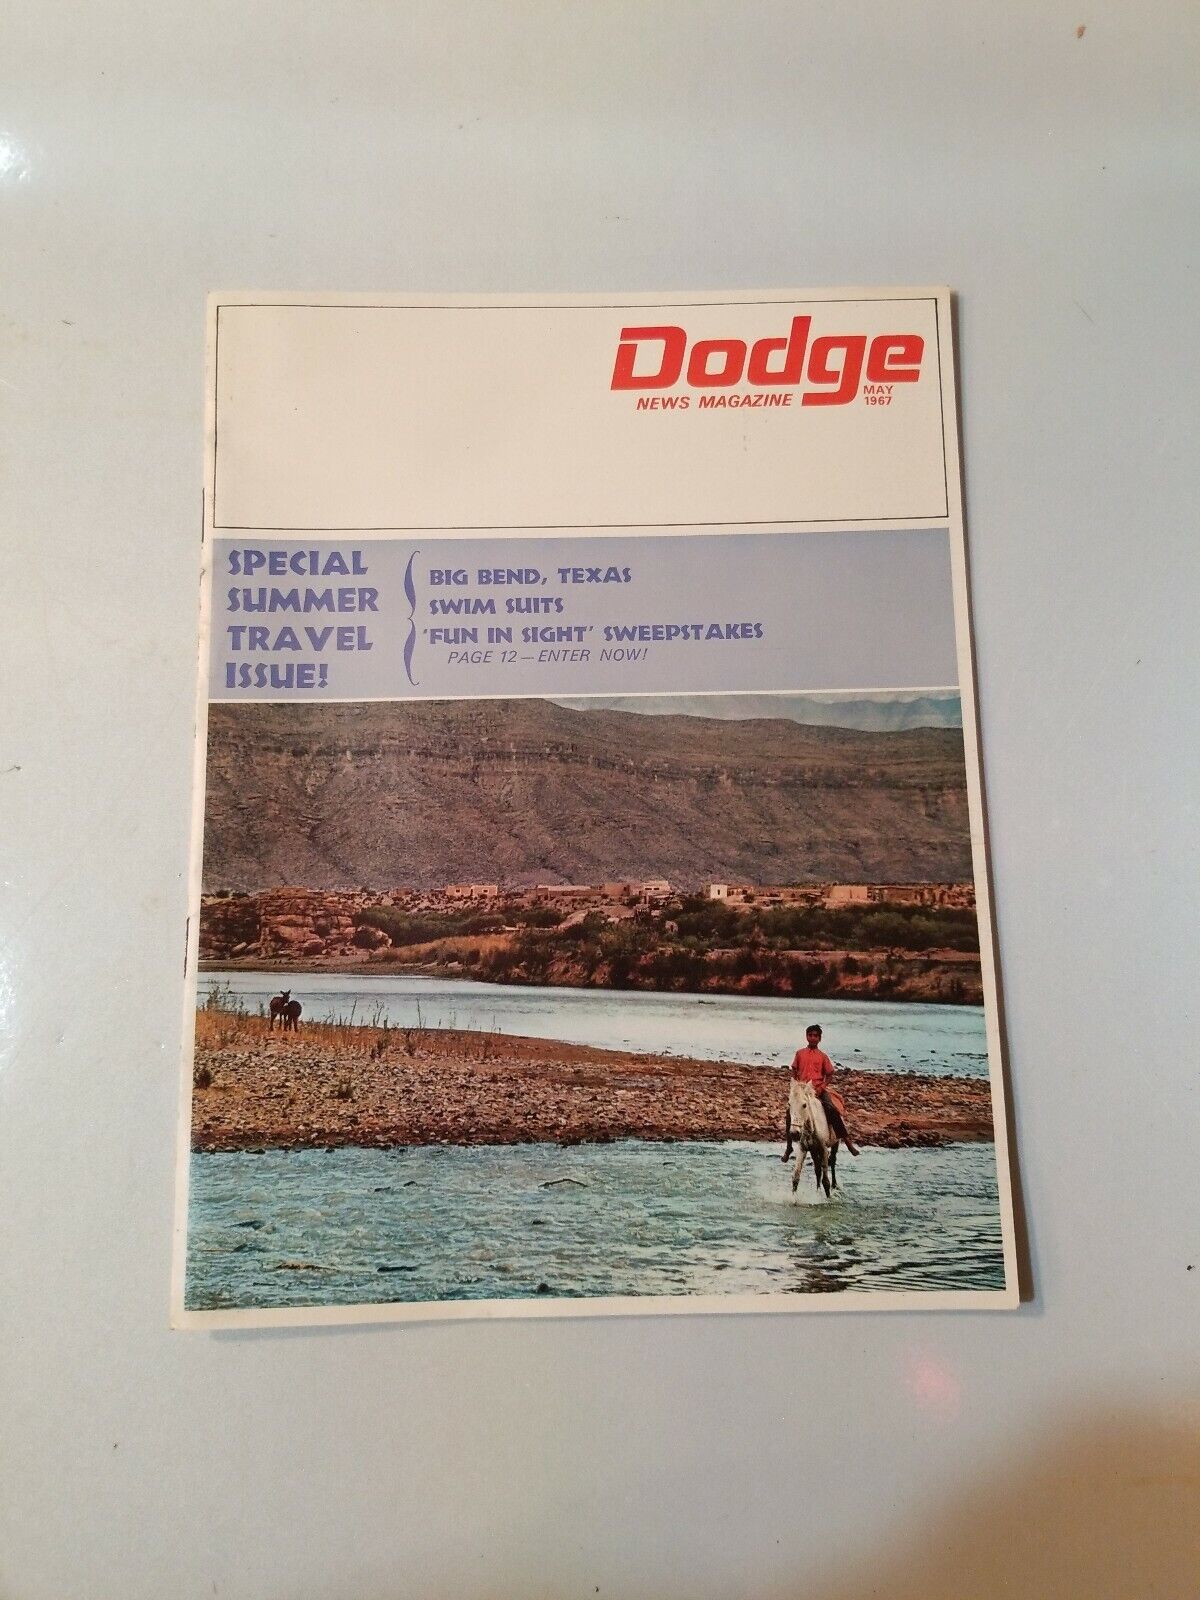 Dodge
NEWS MAGAZINE
MAY
1967
SPECIAL
SUMMER
TRAVEL
ISSUE!
BIG BEND, TEXAS
SWIM SUITS
'FUN IN SIGHT' SWEEPSTAKES
PAGE 12—ENTER NOW!